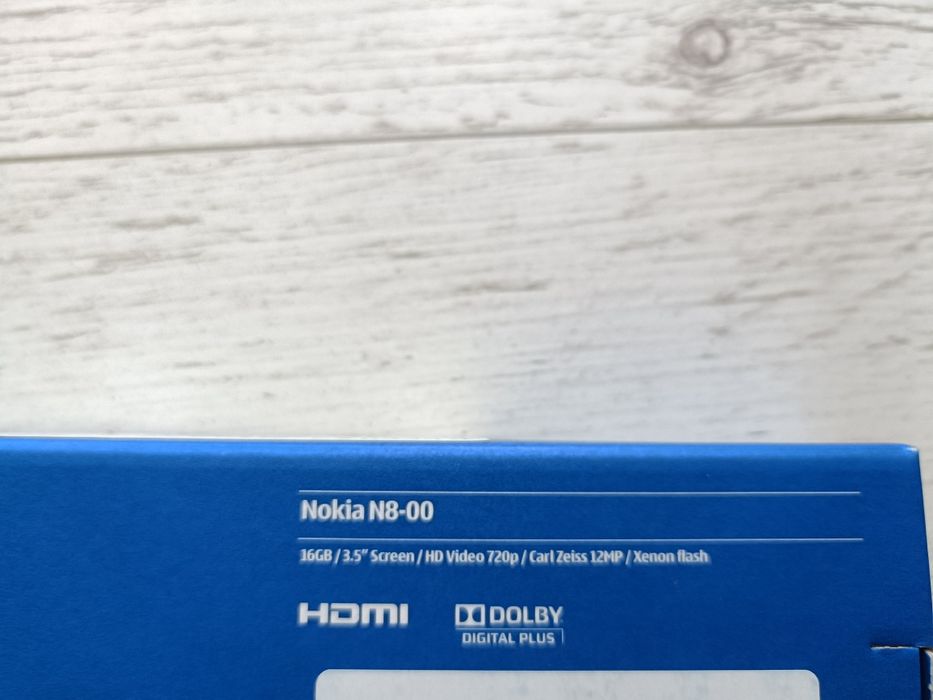 Nokia N8-00
16GB / 3.5" Screen / HD Video 720p / Carl Zeiss 12MP / Xenon flash
HDMI
DOLBY
DIGITAL PLUS